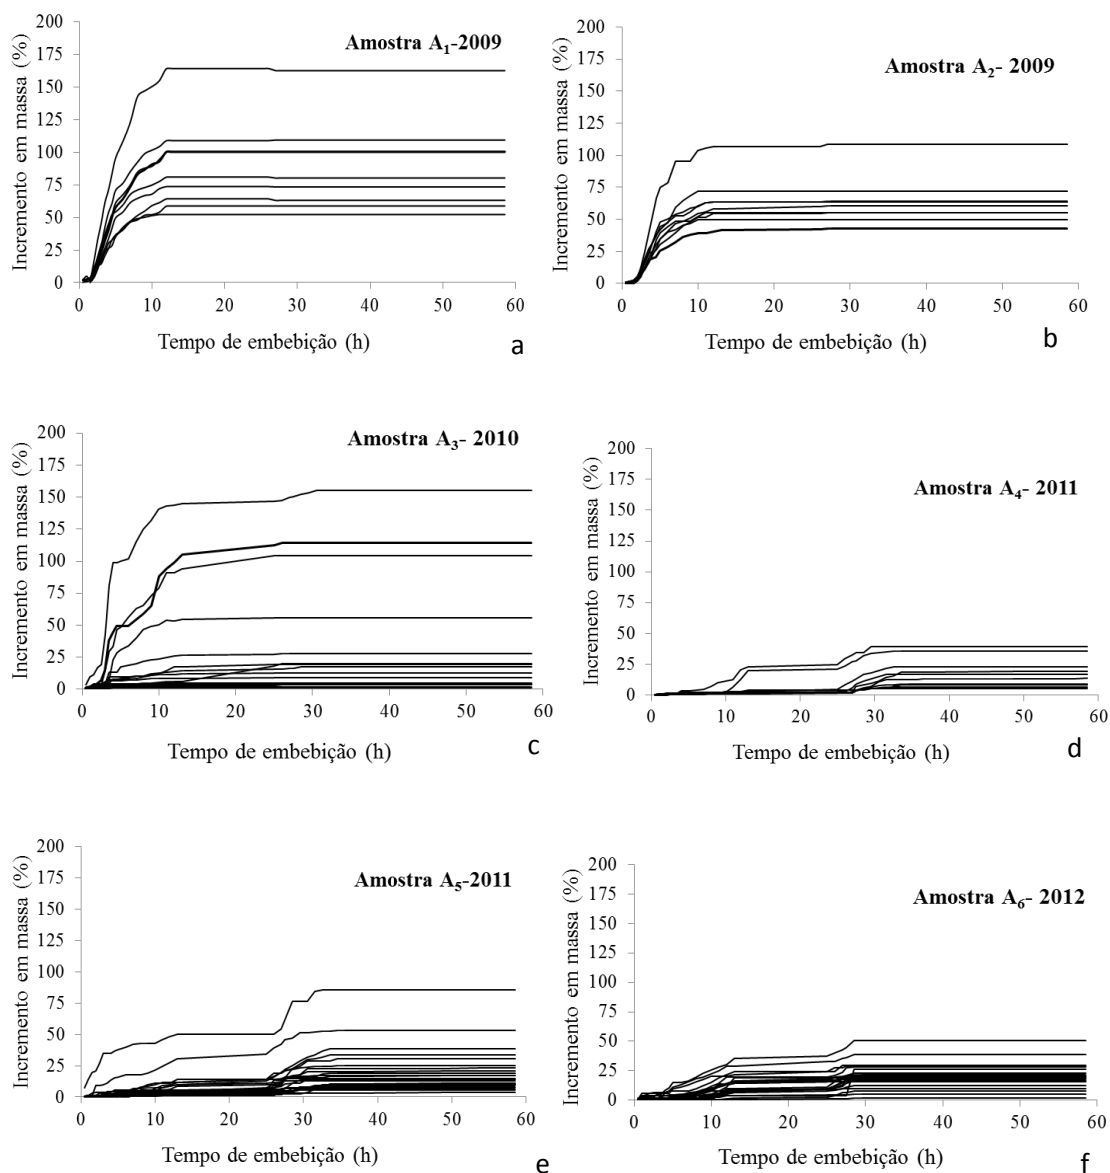 Amostra A1-2009
Incremento em massa (%)
200
175
150
125
100
75
50
25
0
0 10 20 30 40 50 60
Tempo de embebição (h)
a
Amostra A2- 2009
Incremento em massa (%)
200
175
150
125
100
75
50
25
0
0 10 20 30 40 50 60
Tempo de embebição (h)
b
Amostra A3- 2010
Incremento em massa (%)
200
175
150
125
100
75
50
25
0
0 10 20 30 40 50 60
Tempo de embebição (h)
c
Amostra A4- 2011
Incremento em massa (%)
200
175
150
125
100
75
50
25
0
0 10 20 30 40 50 60
Tempo de embebição (h)
d
Amostra A5-2011
Incremento em massa (%)
200
175
150
125
100
75
50
25
0
0 10 20 30 40 50 60
Tempo de embebição (h)
e
Amostra A6- 2012
Incremento em massa (%)
200
175
150
125
100
75
50
25
0
0 10 20 30 40 50 60
Tempo de embebição (h)
f